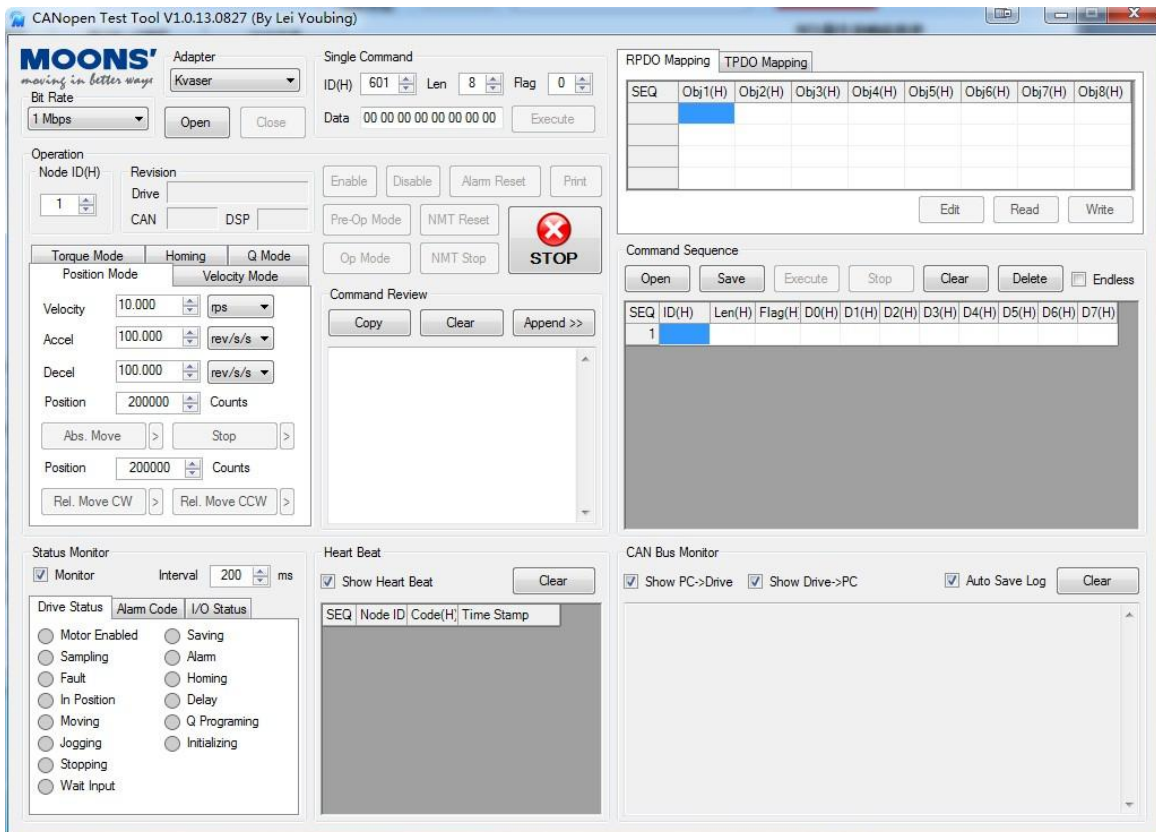 CANopen Test Tool V1.0.13.0827 (By Lei Youbing)
MOONS'
moving in better ways
Adapter
Kvaser
Bit Rate
1 Mbps
Open
Close
Single Command
ID(H) 601 Len 8 Flag 0
Data 00 00 00 00 00 00 00 00 Execute
Operation
Node ID(H)
1
Revision
Drive
CAN DSP
Enable Disable Alarm Reset Print
Pre-Op Mode NMT Reset
Op Mode NMT Stop
STOP
Torque Mode Homing Q Mode
Position Mode Velocity Mode
Velocity 10.000 rps
Accel 100.000 rev/s/s
Decel 100.000 rev/s/s
Position 200000 Counts
Abs. Move > Stop >
Position 200000 Counts
Rel. Move CW > Rel. Move CCW >
Command Review
Copy Clear Append >>
RPDO Mapping TPDO Mapping
SEQ Obj1(H) Obj2(H) Obj3(H) Obj4(H) Obj5(H) Obj6(H) Obj7(H) Obj8(H)
Edit Read Write
Command Sequence
Open Save Execute Stop Clear Delete Endless
SEQ ID(H) Len(H) Flag(H D0(H) D1(H) D2(H) D3(H) D4(H) D5(H) D6(H) D7(H)
1
Status Monitor
Monitor Interval 200 ms
Drive Status Alarm Code I/O Status
Motor Enabled Saving
Sampling Alarm
Fault Homing
In Position Delay
Moving Q Programing
Jogging Initializing
Stopping
Wait Input
Heart Beat
Show Heart Beat Clear
SEQ Node ID Code(H) Time Stamp
CAN Bus Monitor
Show PC->Drive Show Drive->PC Auto Save Log Clear